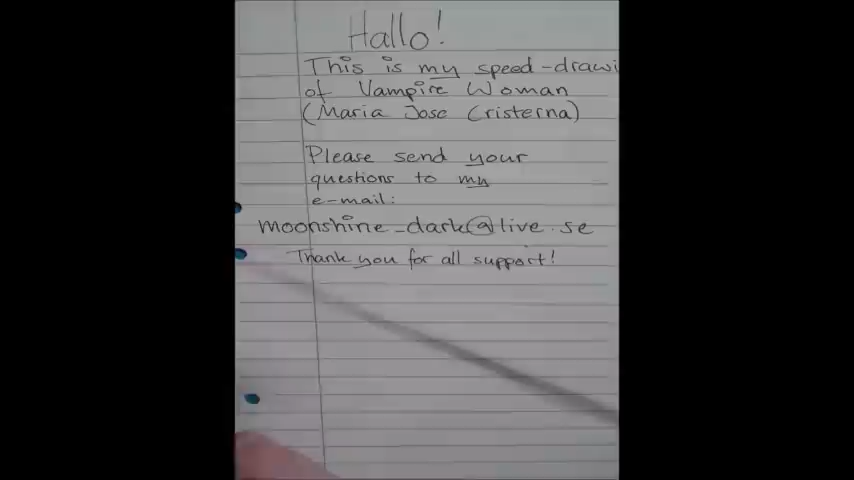 Hallo!
This is my speed-drawi
of Vampire Woman
(Maria Jose Cristerna)
Please send your
questions to my
e-mail:
moonshine_dark@live.se
Thank you for all support!